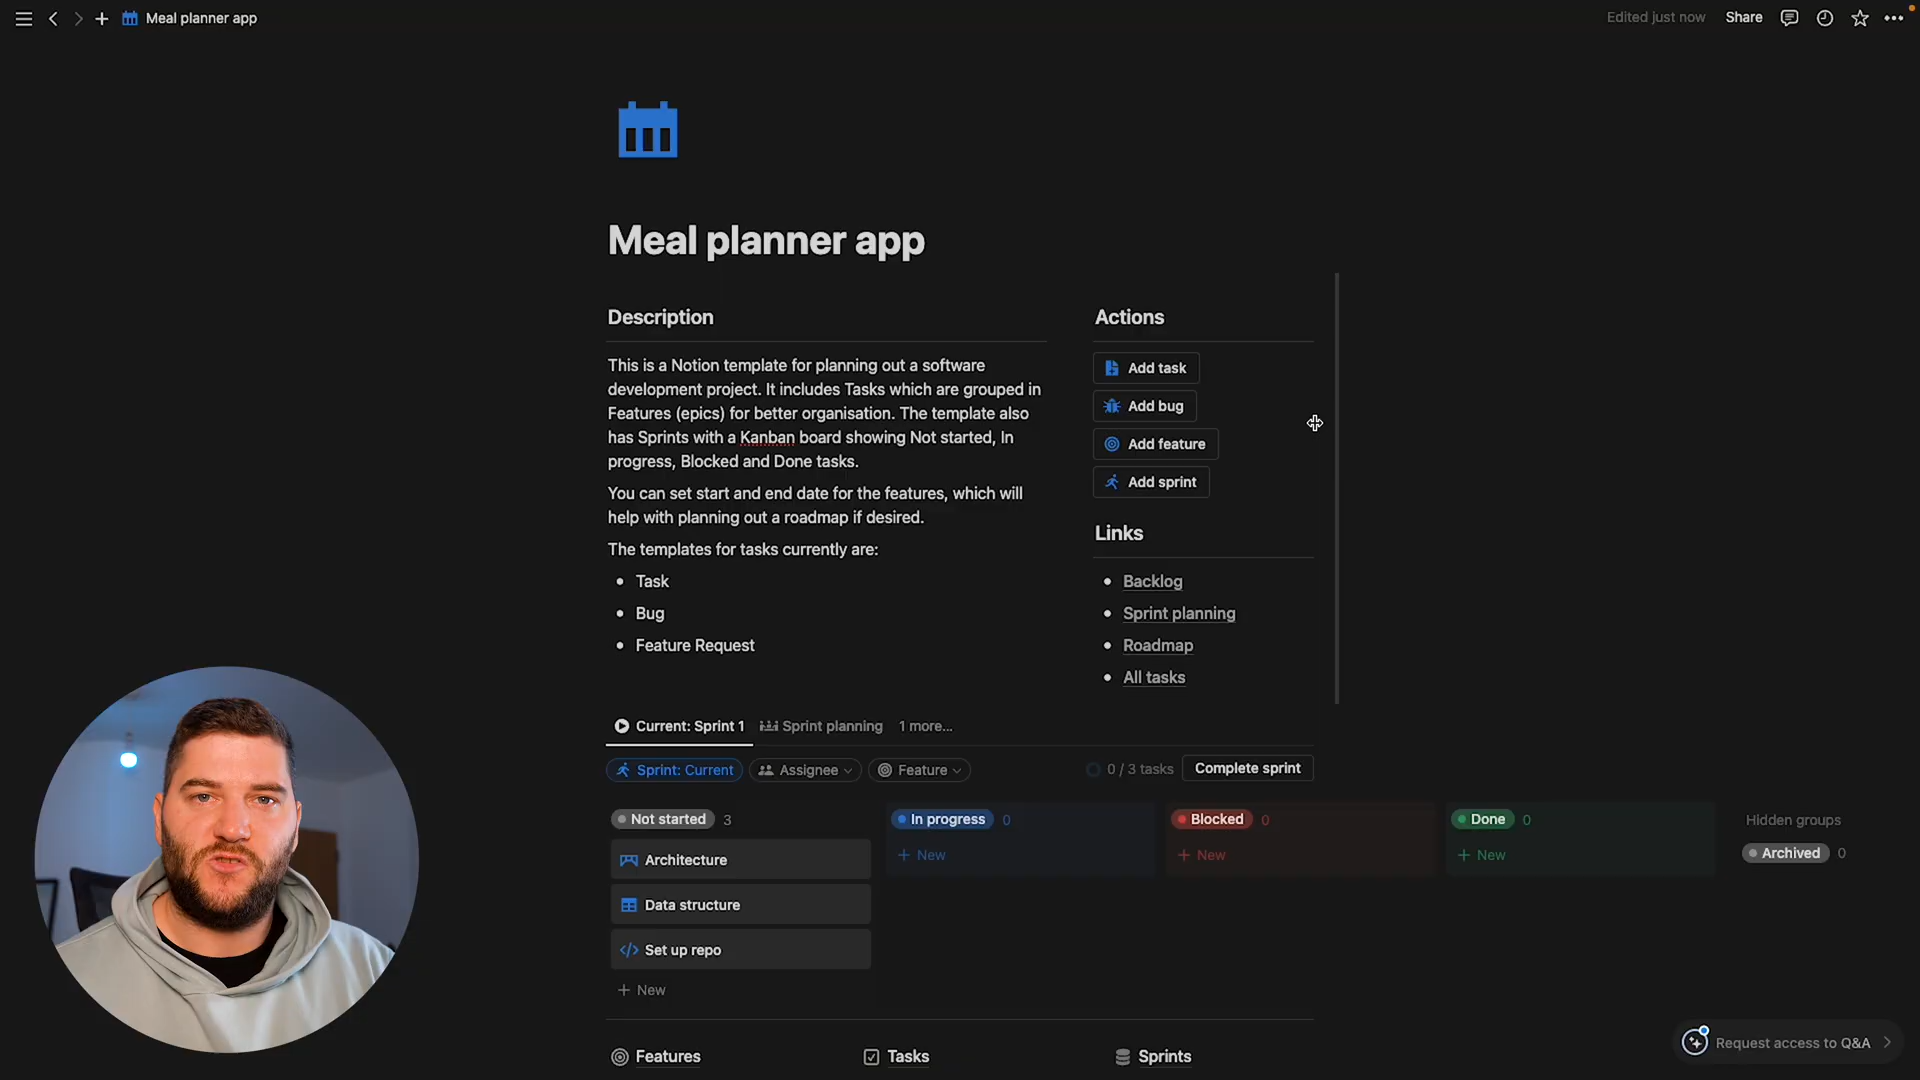 Meal planner app
Edited just now
Share
Meal planner app
Description
This is a Notion template for planning out a software
development project. It includes Tasks which are grouped in
Features (epics) for better organisation. The template also
has Sprints with a Kanban board showing Not started, In
progress, Blocked and Done tasks.
You can set start and end date for the features, which will
help with planning out a roadmap if desired.
The templates for tasks currently are:
• Task
• Bug
• Feature Request
Actions
Add task
Add bug
Add feature
Add sprint
Links
• Backlog
• Sprint planning
• Roadmap
• All tasks
Current: Sprint 1
Sprint planning
1 more...
Sprint: Current
Assignee
Feature
0 / 3 tasks
Complete sprint
Not started 3
Architecture
Data structure
Set up repo
+ New
In progress 0
+ New
Blocked 0
+ New
Done 0
+ New
Hidden groups
Archived 0
Features
Tasks
Sprints
Request access to Q&A